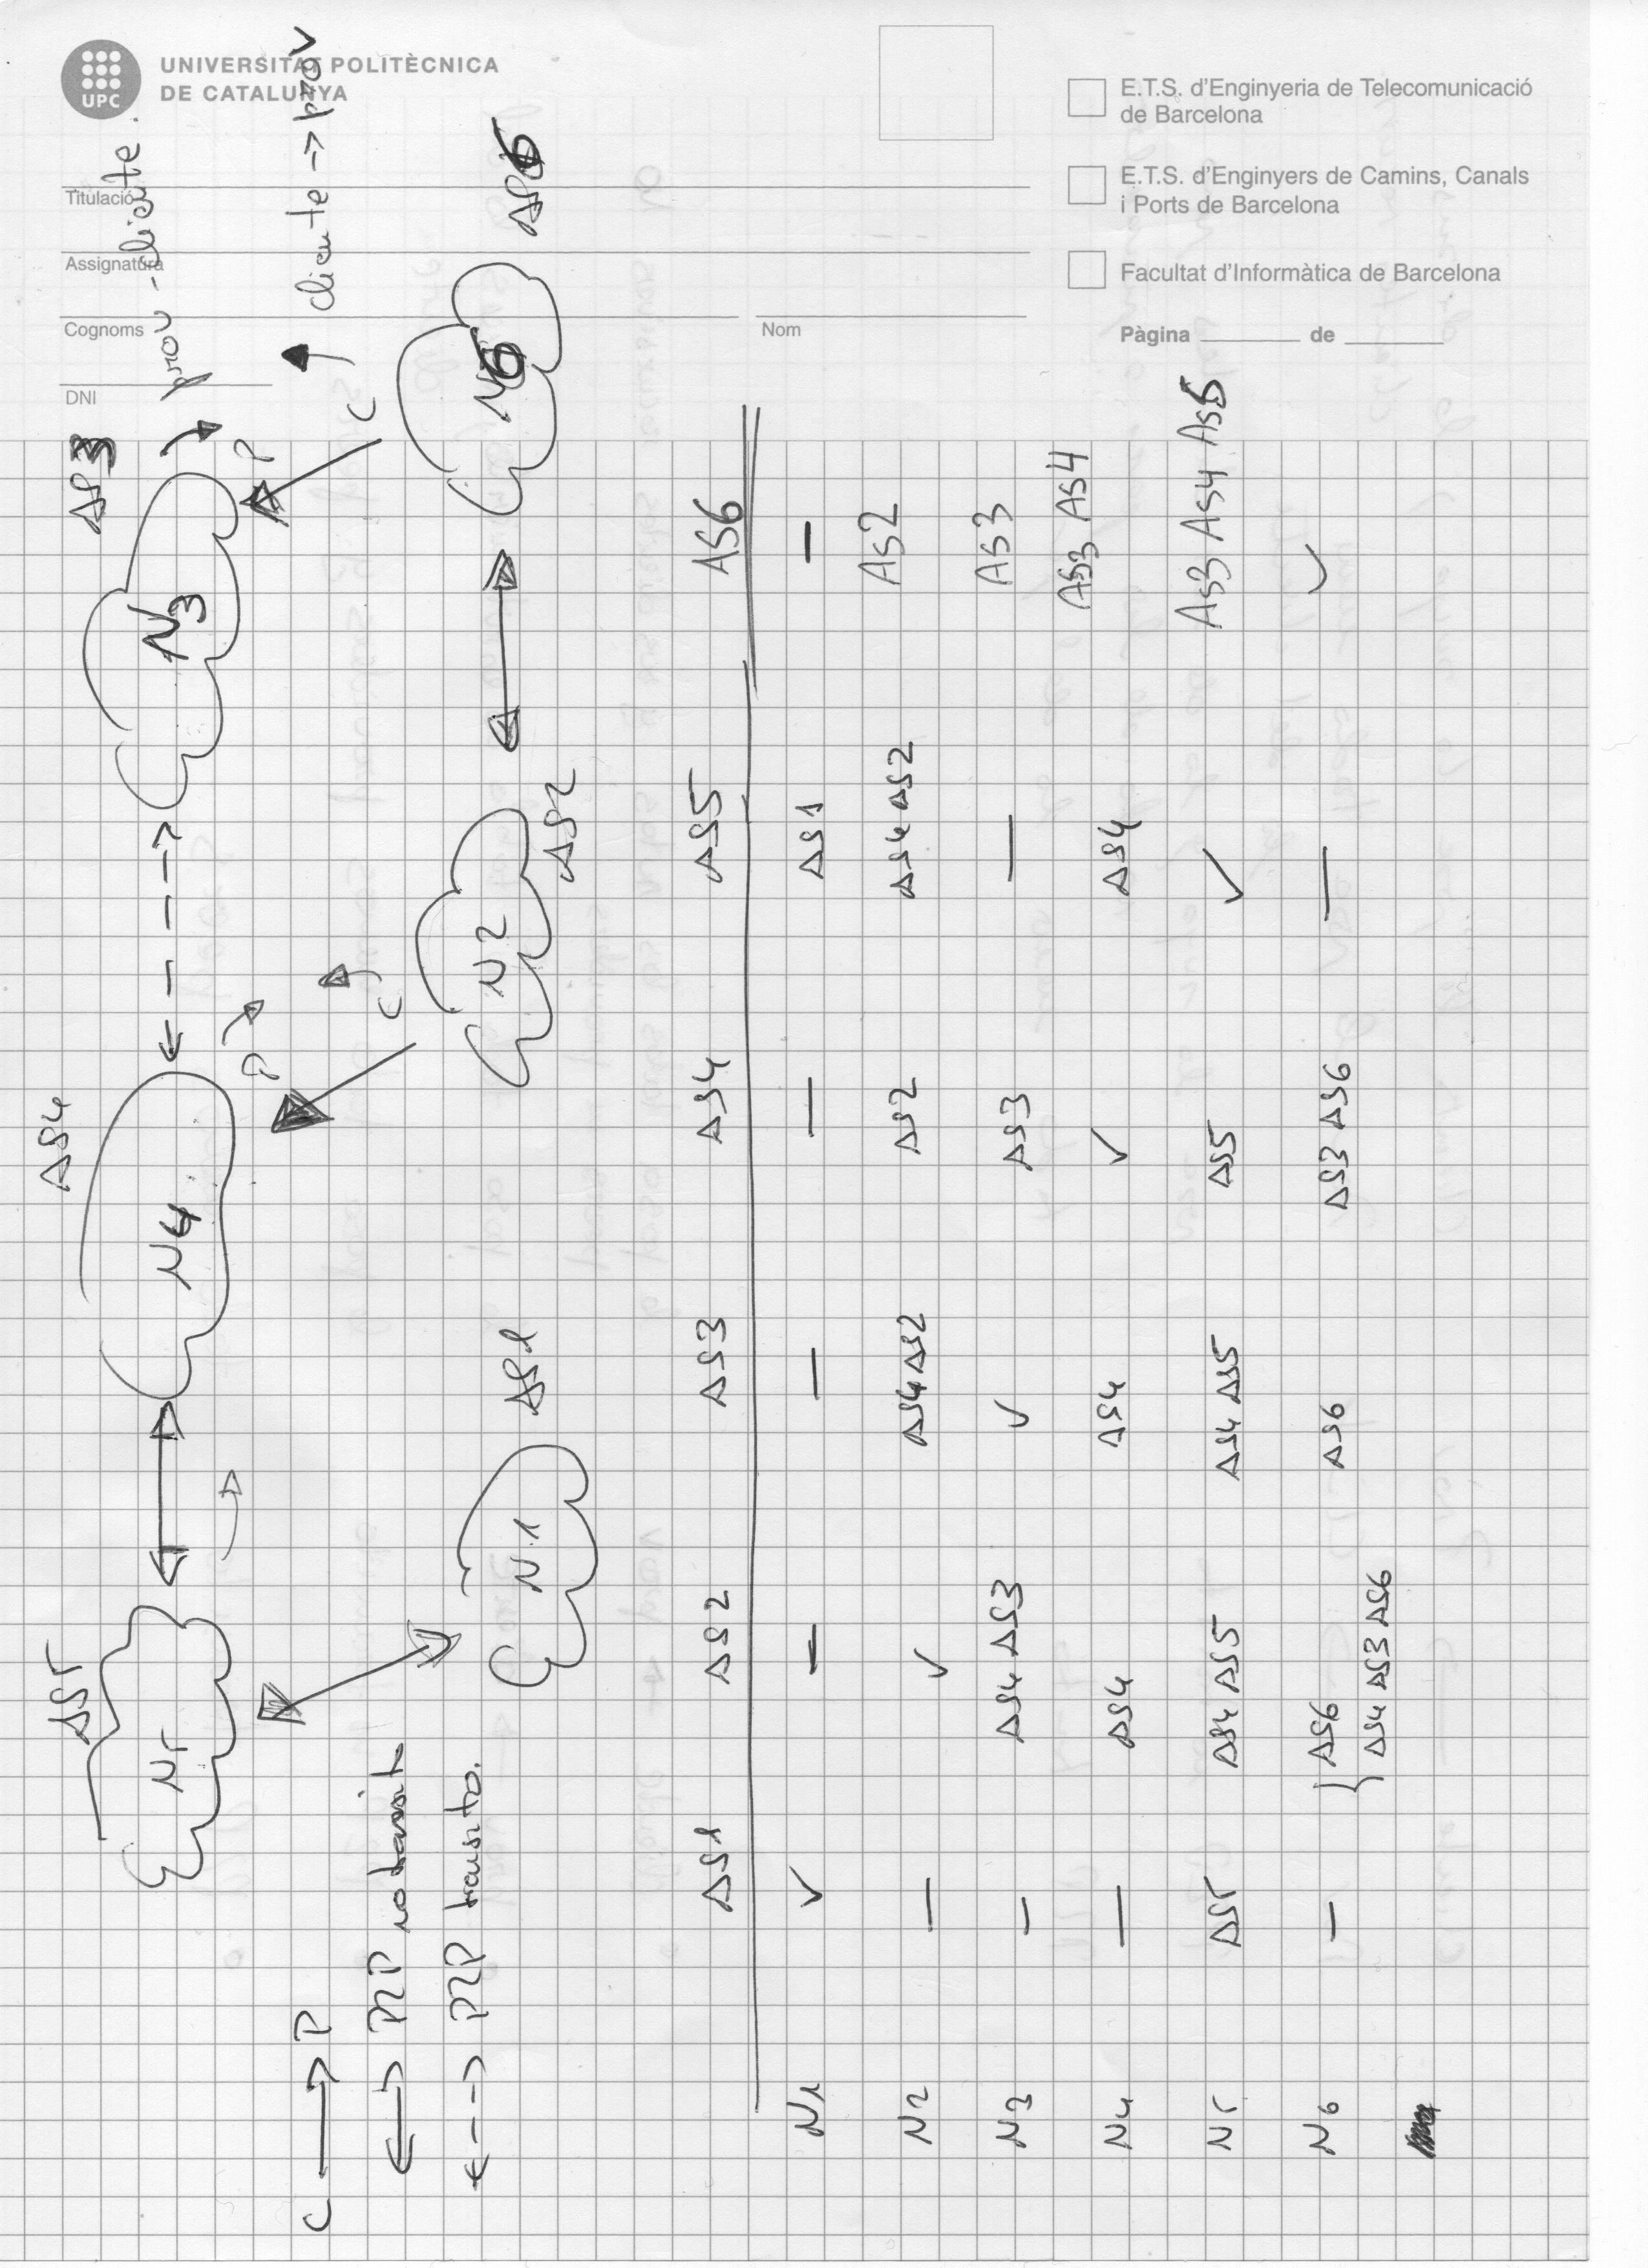 UNIVERSITAT POLITÈCNICA
DE CATALUNYA
UPC
Titulació
Assignatura
Cognoms
Nom
DNI
E.T.S. d'Enginyeria de Telecomunicació
de Barcelona
E.T.S. d'Enginyers de Camins, Canals
i Ports de Barcelona
Facultat d'Informàtica de Barcelona
Pàgina de
AS5 AS4 AS3
N5 N4 N3
prov - cliente.
P P
cliente -> prov
C -> P
C C
<-> P2P no transit
<--> P2P transito.
N1 AS1 N2 AS2 N6 AS6
AS1 AS2 AS3 AS4 AS5 AS6
N1 ✓ — — — AS1 —
N2 — ✓ AS4 AS2 AS2 AS4 AS2 AS2
N3 — AS4 AS3 ✓ AS3 — AS3
N4 — AS4 AS4 ✓ AS4 AS3 AS4
N5 AS5 AS4 AS5 AS4 AS5 AS5 ✓ AS3 AS4 AS5
N6 — { AS6 AS6 AS3 AS6 — ✓
AS4 AS3 AS6